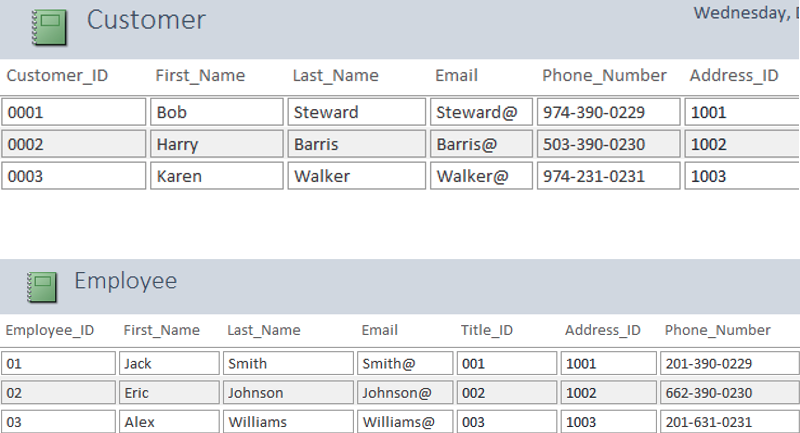 Customer
Wednesday,
Customer_ID First_Name Last_Name Email Phone_Number Address_ID
0001 Bob Steward Steward@ 974-390-0229 1001
0002 Harry Barris Barris@ 503-390-0230 1002
0003 Karen Walker Walker@ 974-231-0231 1003
Employee
Employee_ID First_Name Last_Name Email Title_ID Address_ID Phone_Number
01 Jack Smith Smith@ 001 1001 201-390-0229
02 Eric Johnson Johnson@ 002 1002 662-390-0230
03 Alex Williams Williams@ 003 1003 201-631-0231